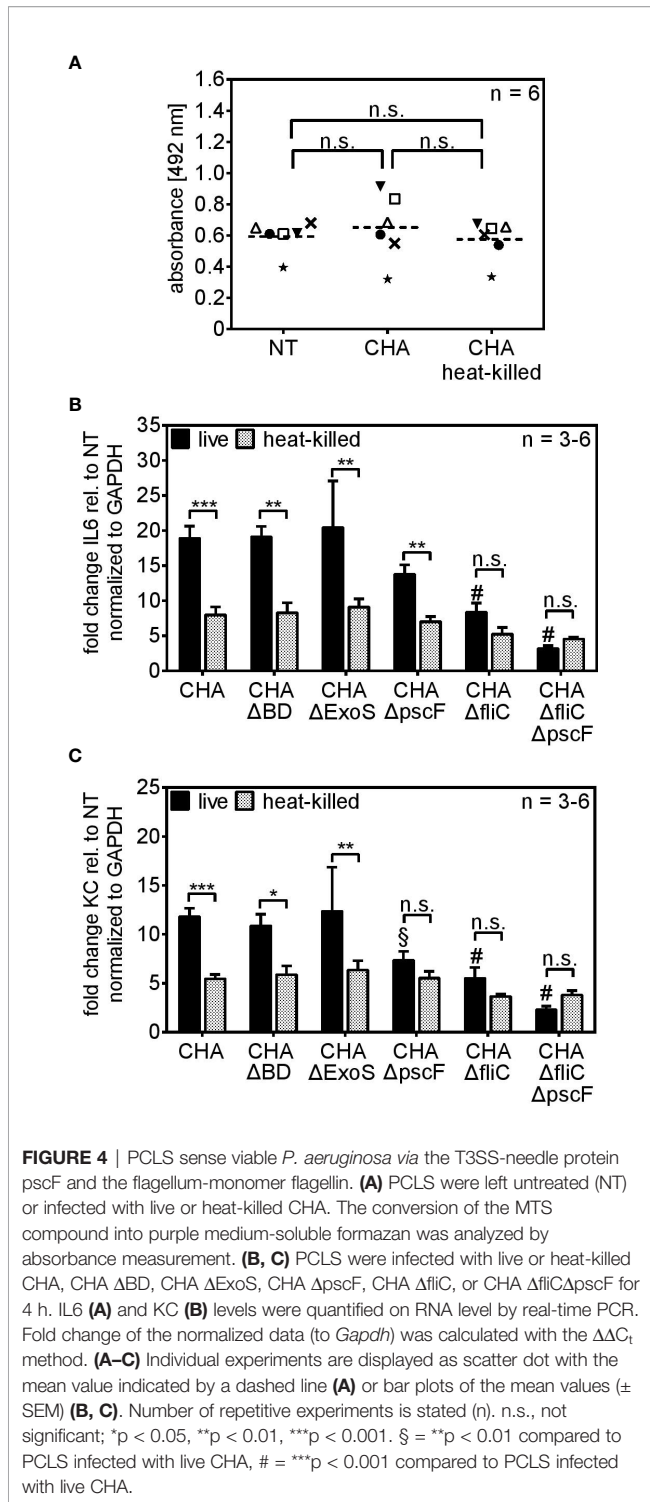 A
1.6
n = 6
1.4
n.s.
1.2
n.s.
n.s.
1.0
0.8
0.6
0.4
0.2
0
absorbance [492 nm]
NT
CHA
CHA
heat-killed
B
35
live
heat-killed
n = 3-6
30
**
25
***
**
20
**
15
n.s.
10
#
n.s.
5
#
0
fold change IL6 rel. to NT
normalized to GAPDH
CHA
CHA
ΔBD
CHA
ΔExoS
CHA
ΔpscF
CHA
ΔfliC
CHA
ΔfliC
ΔpscF
C
25
live
heat-killed
n = 3-6
20
**
15
***
*
n.s.
n.s.
10
§
#
n.s.
5
#
0
fold change KC rel. to NT
normalized to GAPDH
CHA
CHA
ΔBD
CHA
ΔExoS
CHA
ΔpscF
CHA
ΔfliC
CHA
ΔfliC
ΔpscF
FIGURE 4 | PCLS sense viable P. aeruginosa via the T3SS-needle protein
pscF and the flagellum-monomer flagellin. (A) PCLS were left untreated (NT)
or infected with live or heat-killed CHA. The conversion of the MTS
compound into purple medium-soluble formazan was analyzed by
absorbance measurement. (B, C) PCLS were infected with live or heat-killed
CHA, CHA ΔBD, CHA ΔExoS, CHA ΔpscF, CHA ΔfliC, or CHA ΔfliCΔpscF for
4 h. IL6 (A) and KC (B) levels were quantified on RNA level by real-time PCR.
Fold change of the normalized data (to Gapdh) was calculated with the ΔΔCt
method. (A–C) Individual experiments are displayed as scatter dot with the
mean value indicated by a dashed line (A) or bar plots of the mean values (±
SEM) (B, C). Number of repetitive experiments is stated (n). n.s., not
significant; *p < 0.05, **p < 0.01, ***p < 0.001. § = **p < 0.01 compared to
PCLS infected with live CHA, # = ***p < 0.001 compared to PCLS infected
with live CHA.